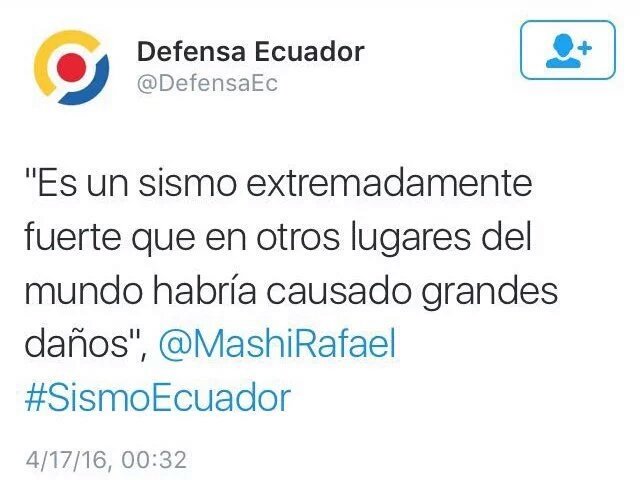 Defensa Ecuador
@DefensaEc
"Es un sismo extremadamente
fuerte que en otros lugares del
mundo habría causado grandes
daños", @MashiRafael
#SismoEcuador
4/17/16, 00:32